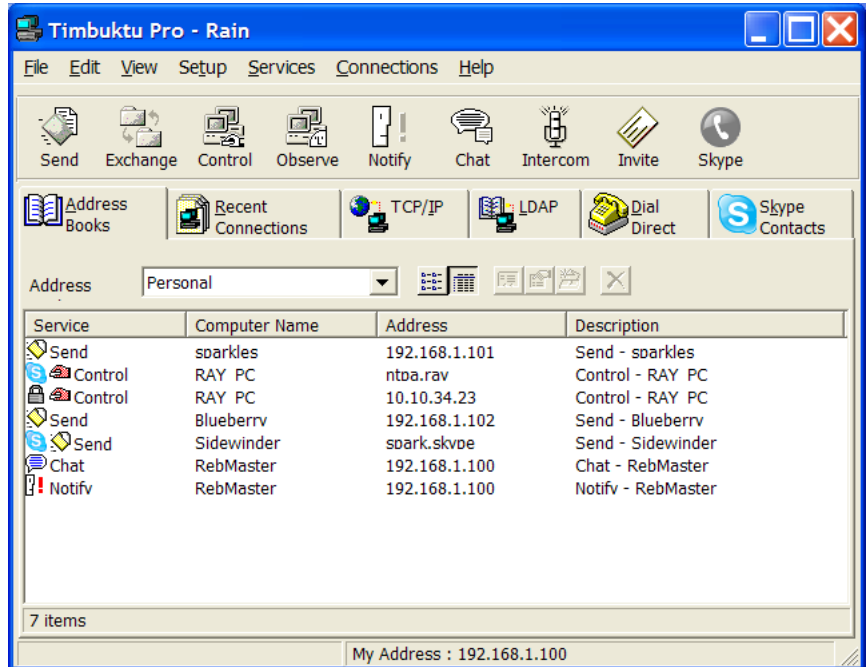 Timbuktu Pro - Rain
File Edit View Setup Services Connections Help
Send Exchange Control Observe Notify Chat Intercom Invite Skype
Address Books Recent Connections TCP/IP LDAP Dial Direct Skype Contacts
Address Personal
Service Computer Name Address Description
Send sparkles 192.168.1.101 Send - sparkles
Control RAY PC ntpa.ray Control - RAY PC
Control RAY PC 10.10.34.23 Control - RAY PC
Send Blueberry 192.168.1.102 Send - Blueberry
Send Sidewinder spark.skype Send - Sidewinder
Chat RebMaster 192.168.1.100 Chat - RebMaster
Notify RebMaster 192.168.1.100 Notify - RebMaster
7 items
My Address : 192.168.1.100